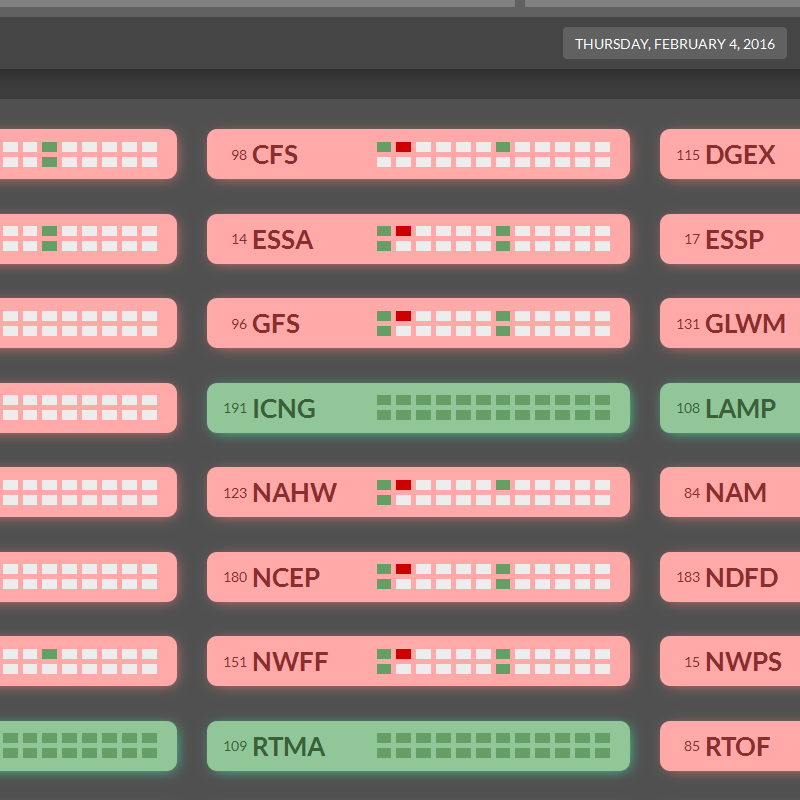 THURSDAY, FEBRUARY 4, 2016
98 CFS
115 DGEX
14 ESSA
17 ESSP
96 GFS
131 GLWM
191 ICNG
108 LAMP
123 NAHW
84 NAM
180 NCEP
183 NDFD
151 NWFF
15 NWPS
109 RTMA
85 RTOF